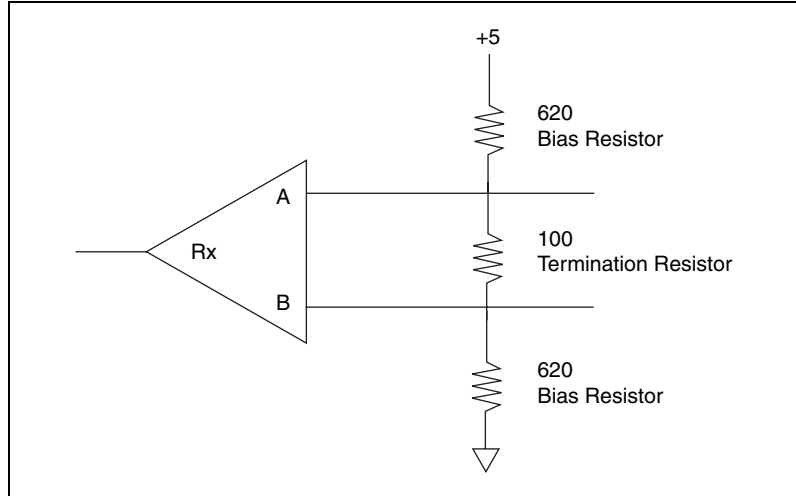 +5
620
Bias Resistor
A
100
Termination Resistor
Rx
B
620
Bias Resistor